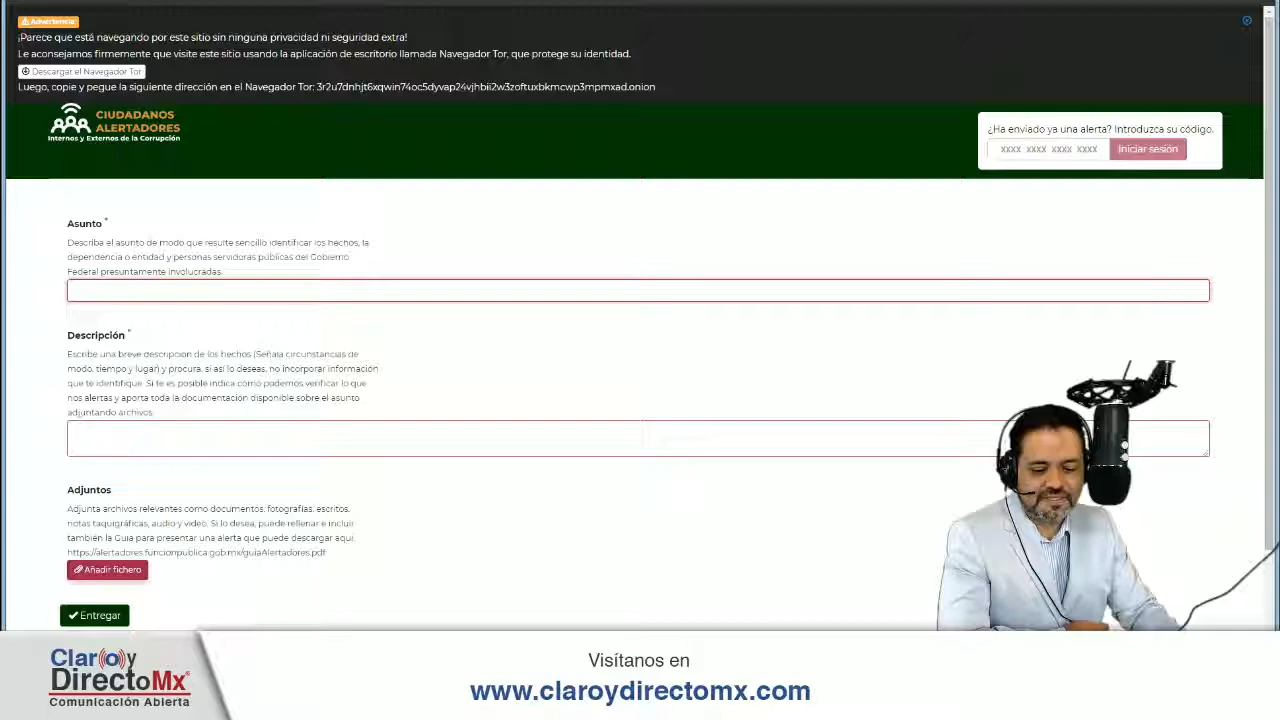 Advertencia
¡Parece que está navegando por este sitio sin ninguna privacidad ni seguridad extra!
Le aconsejamos firmemente que visite este sitio usando la aplicación de escritorio llamada Navegador Tor, que protege su identidad.
Descargar el Navegador Tor
Luego, copie y pegue la siguiente dirección en el Navegador Tor: 3r2u7dnhjt6xqwin74oc5dyvap24vjhbii2w3zoftuxbkmcwp3mpmxad.onion
CIUDADANOS
ALERTADORES
Internos y Externos de la Corrupción
¿Ha enviado ya una alerta? Introduzca su código.
xxxx xxxx xxxx xxxx
Iniciar sesión
Asunto *
Describa el asunto de modo que resulte sencillo identificar los hechos, la
dependencia o entidad y personas servidoras públicas del Gobierno
Federal presuntamente involucradas.
Descripción *
Escribe una breve descripción de los hechos (Señala circunstancias de
modo, tiempo y lugar) y procura, si así lo deseas, no incorporar información
que te identifique. Si te es posible indica cómo podemos verificar lo que
nos alertas y aporta toda la documentación disponible sobre el asunto
adjuntando archivos.
Adjuntos
Adjunta archivos relevantes como documentos, fotografías, escritos,
notas taquigráficas, audio y video. Si lo desea, puede rellenar e incluir
también la Guía para presentar una alerta que puede descargar aquí:
https://alertadores.funcionpublica.gob.mx/guiaAlertadores.pdf
Añadir fichero
Entregar
Claro y
DirectoMx®
Comunicación Abierta
Visítanos en
www.claroydirectomx.com